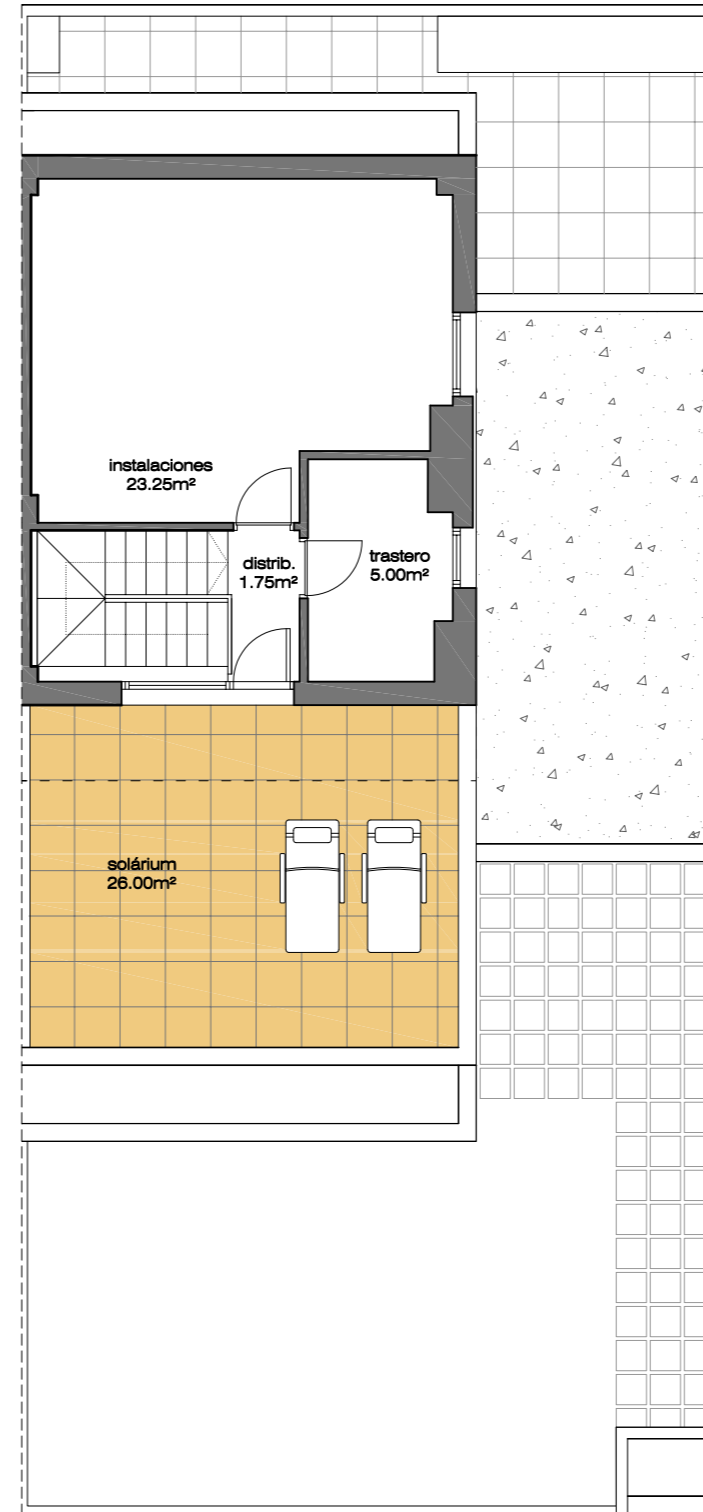 instalaciones
23.25m²
distrib.
1.75m²
trastero
5.00m²
solárium
26.00m²